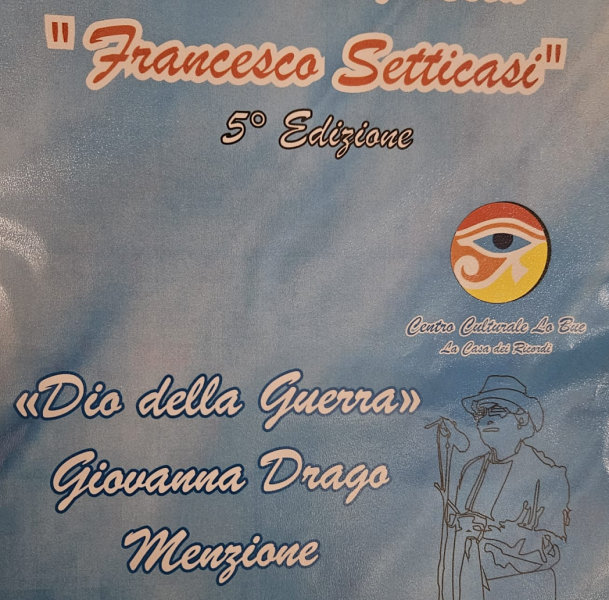 "Francesco Setticasi"
5° Edizione
Centro Culturale Lo Bue
La Casa dei Ricordi
«Dio della Guerra»
Giovanna Drago
Menzione